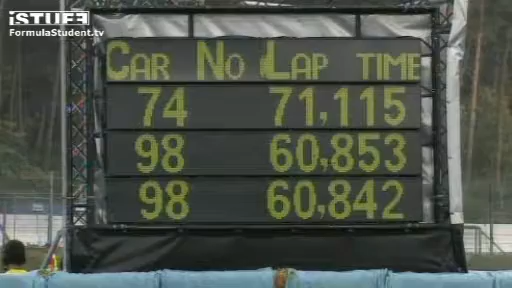 iSTUFF
FormulaStudent.tv
CAR NO LAP TIME
74 71,115
98 60,853
98 60,842